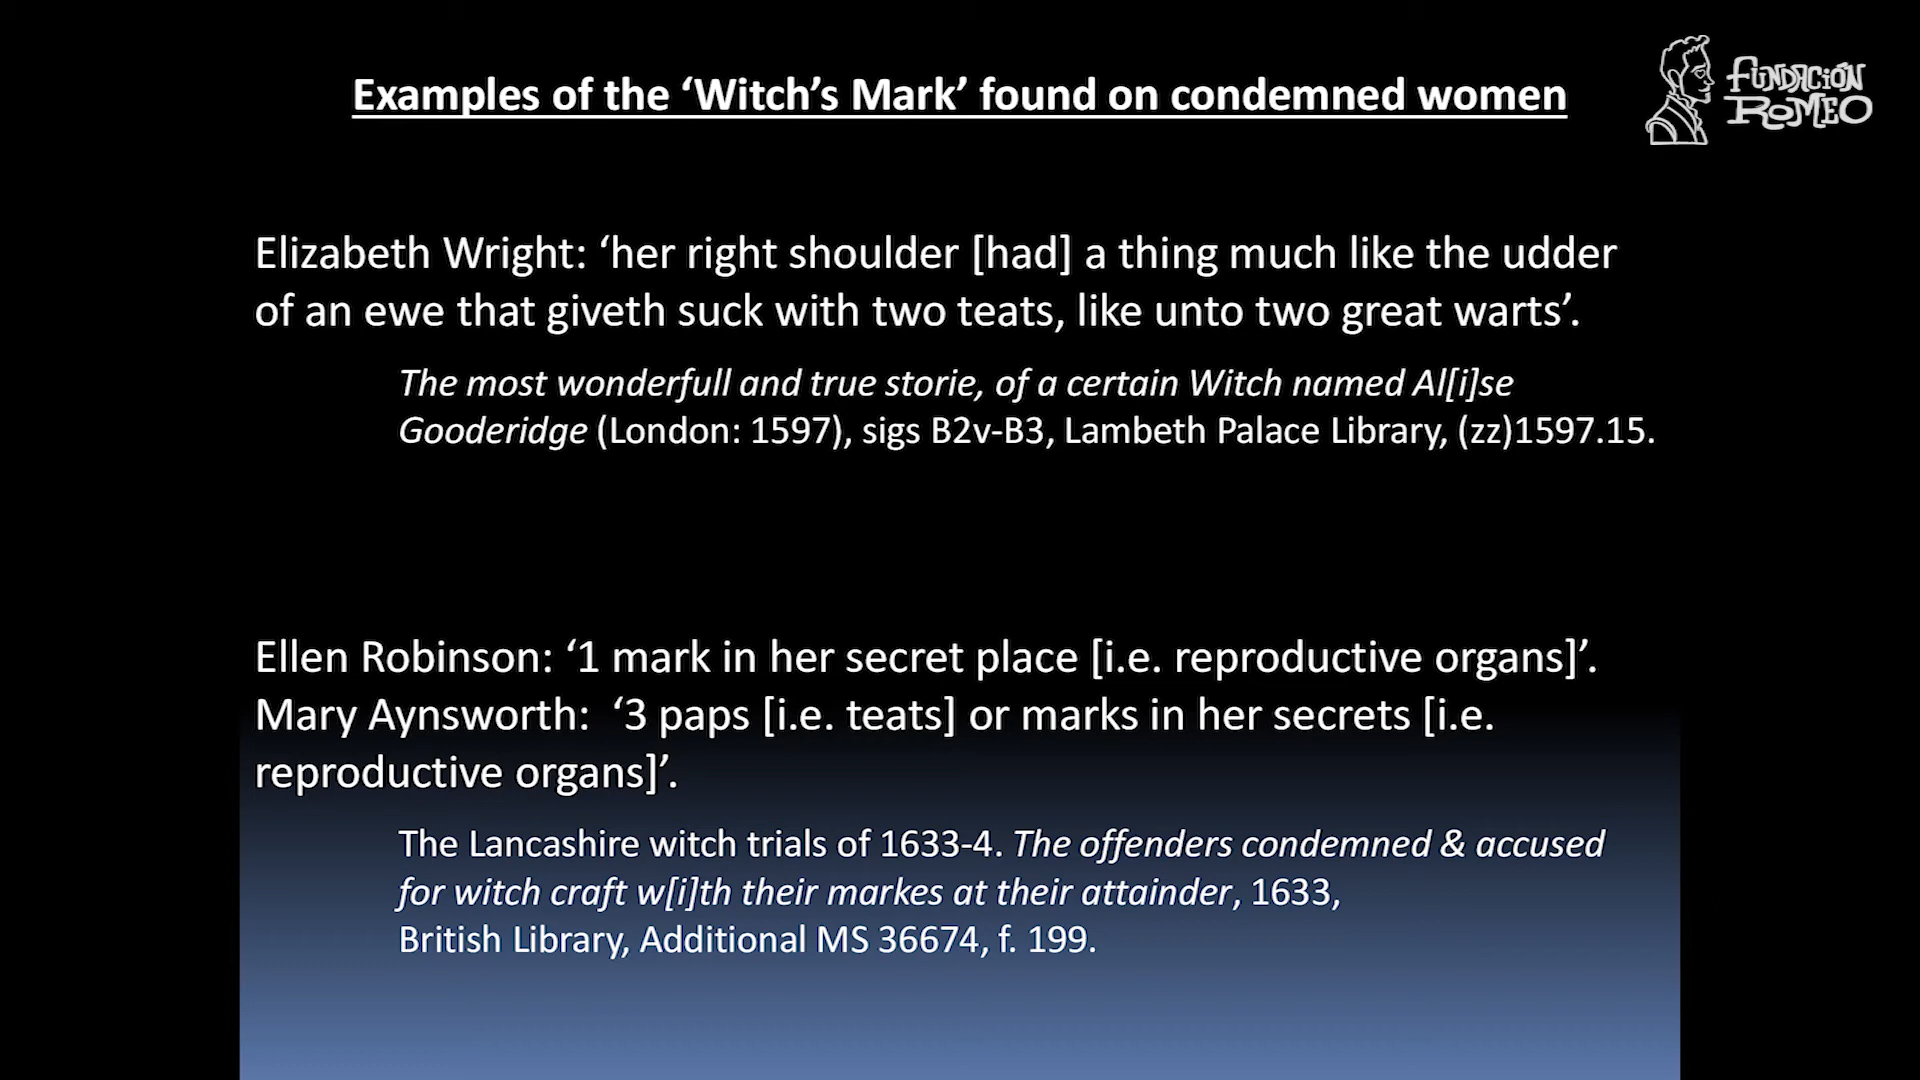 Examples of the ‘Witch’s Mark’ found on condemned women
FUNDACIÓN
ROMEO
Elizabeth Wright: ‘her right shoulder [had] a thing much like the udder
of an ewe that giveth suck with two teats, like unto two great warts’.
The most wonderfull and true storie, of a certain Witch named Al[i]se
Gooderidge (London: 1597), sigs B2v-B3, Lambeth Palace Library, (zz)1597.15.
Ellen Robinson: ‘1 mark in her secret place [i.e. reproductive organs]’.
Mary Aynsworth:  ‘3 paps [i.e. teats] or marks in her secrets [i.e.
reproductive organs]’.
The Lancashire witch trials of 1633-4. The offenders condemned & accused
for witch craft w[i]th their markes at their attainder, 1633,
British Library, Additional MS 36674, f. 199.